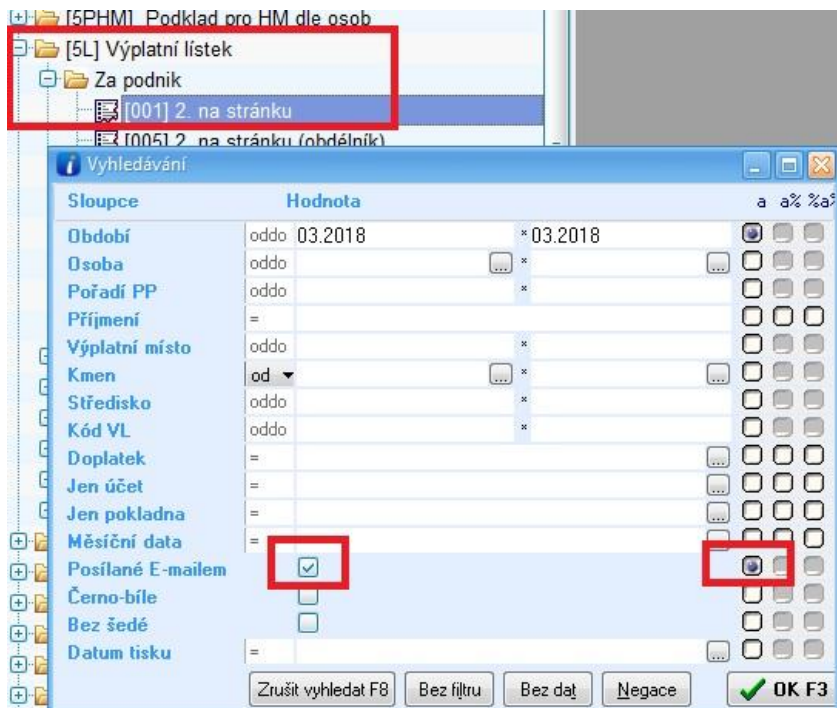 [5PHM] Podklad pro HM dle osob
[5L] Výplatní lístek
Za podnik
[001] 2. na stránku
[005] 2. na stránku (obdélník)
Vyhledávání
Sloupce Hodnota a a% %a%
Období oddo 03.2018 * 03.2018
Osoba oddo ... * ...
Pořadí PP oddo *
Příjmení =
Výplatní místo oddo *
Kmen od ... * ...
Středisko oddo *
Kód VL oddo *
Doplatek = ...
Jen účet = ...
Jen pokladna = ...
Měsíční data = ...
Posílané E-mailem
Černo-bíle
Bez šedé
Datum tisku = ...
Zrušit vyhledat F8 Bez filtru Bez dat Negace OK F3